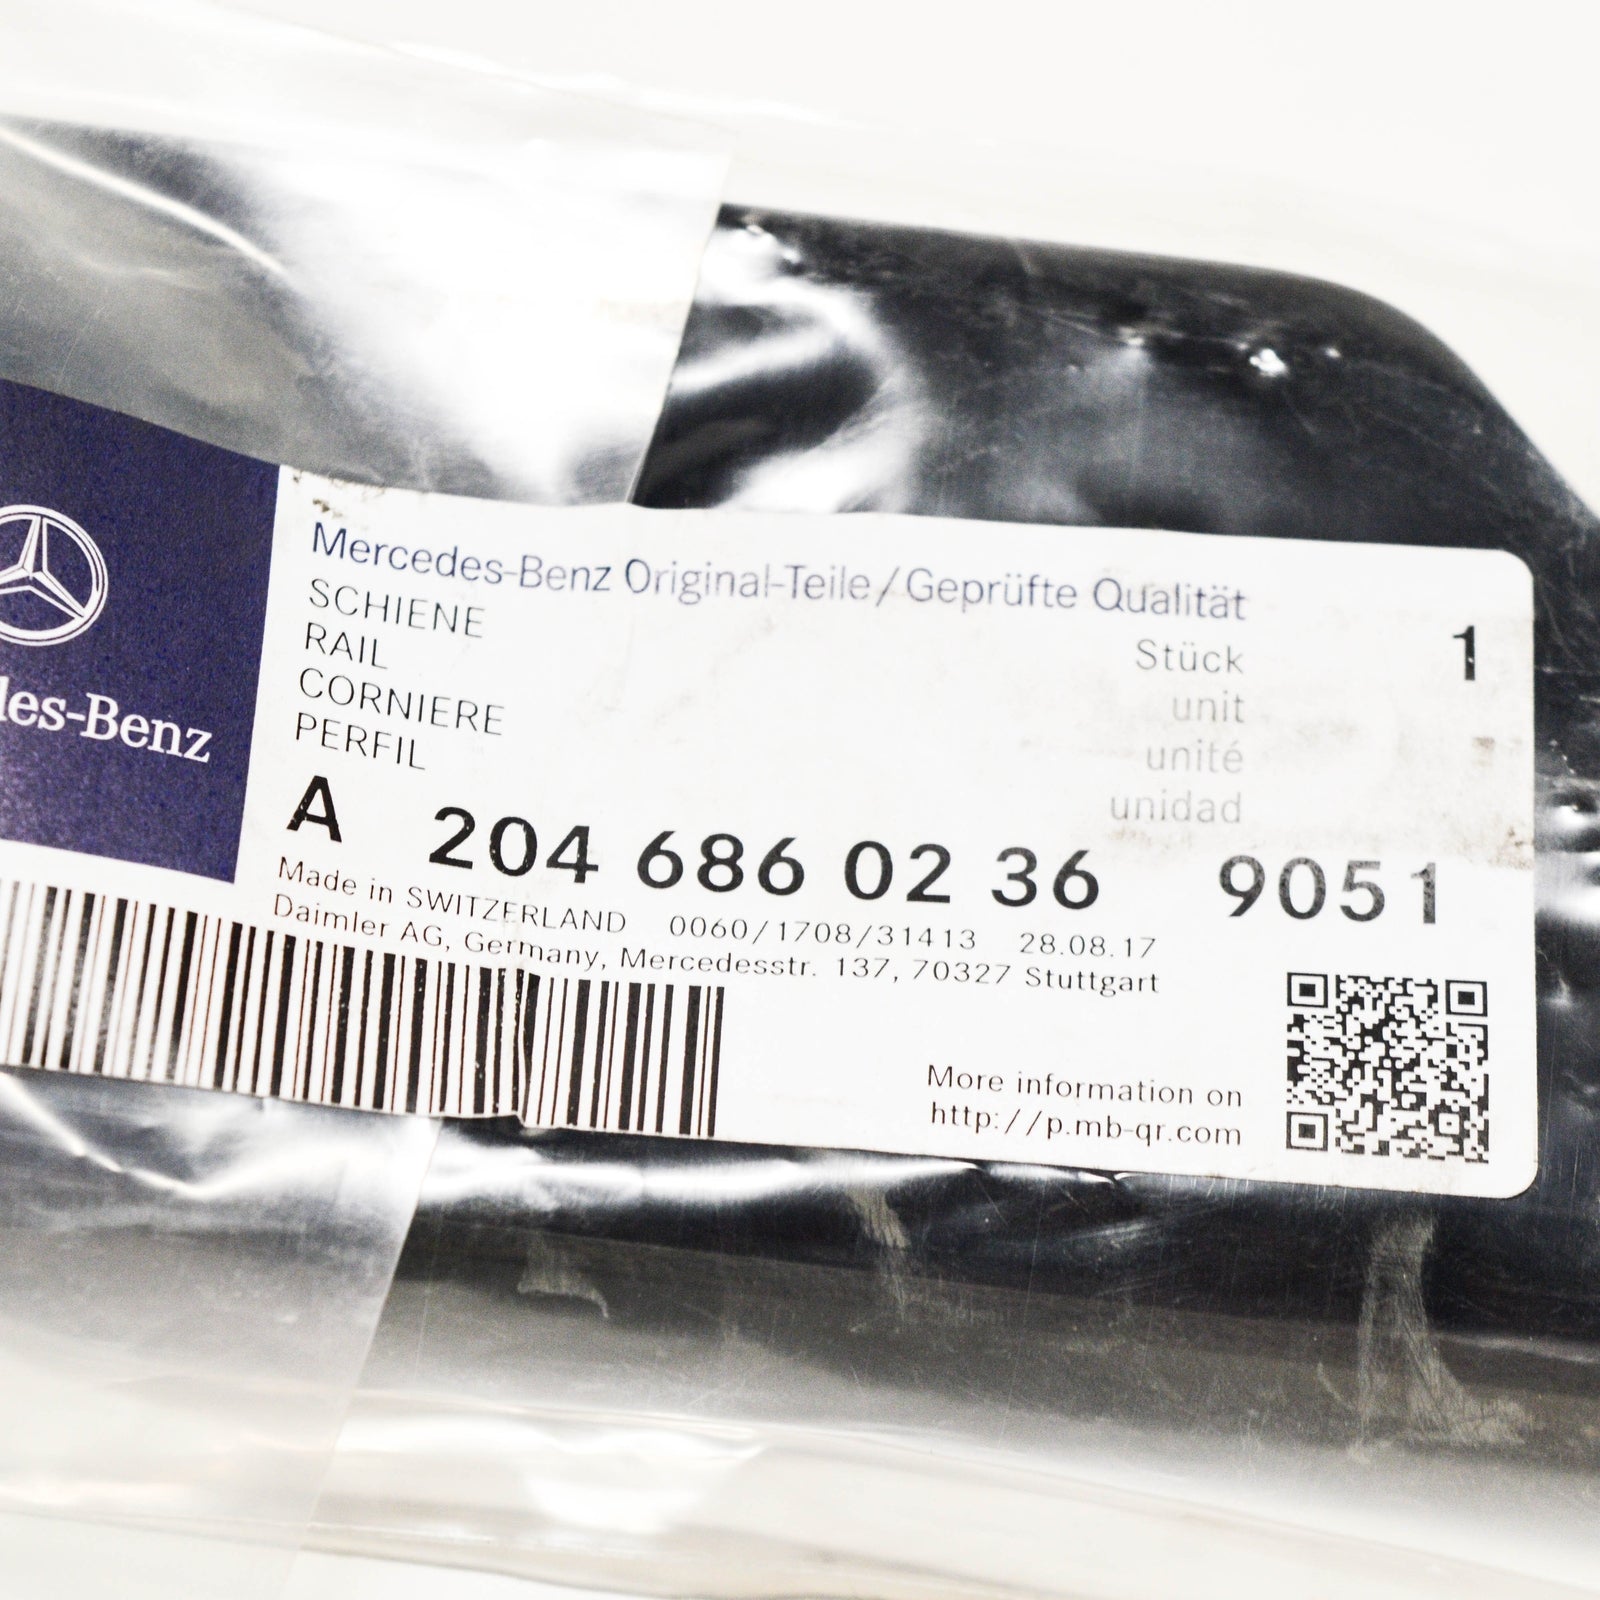 les-Benz
Mercedes-Benz Original-Teile/Geprüfte Qualität
SCHIENE
RAIL
CORNIERE
PERFIL
Stück 1
unit
unité
unidad
A 204 686 02 36 9051
Made in SWITZERLAND 0060/1708/31413 28.08.17
Daimler AG, Germany, Mercedesstr. 137, 70327 Stuttgart
More information on
http://p.mb-qr.com